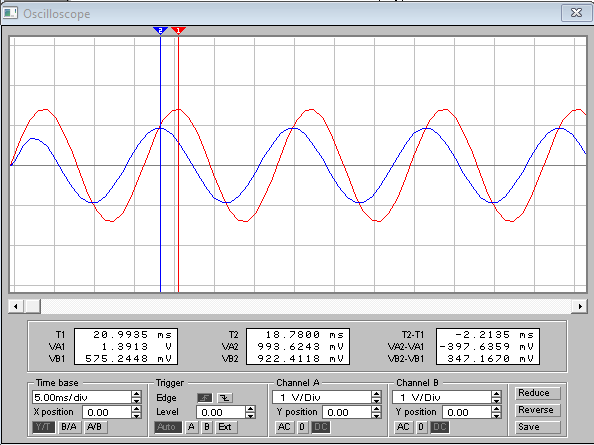 Oscilloscope
2 1
T1 20.9935 ms T2 18.7800 ms T2-T1 -2.2135 ms
VA1 1.3913 V VA2 993.6243 mV VA2-VA1 -397.6359 mV
VB1 575.2448 mV VB2 922.4118 mV VB2-VB1 347.1670 mV
Time base Trigger Channel A Channel B Reduce
5.00ms/div Edge 1 V/Div 1 V/Div
X position 0.00 Level 0.00 Y position 0.00 Y position 0.00 Reverse
Y/T B/A A/B Auto A B Ext AC 0 DC AC 0 DC Save